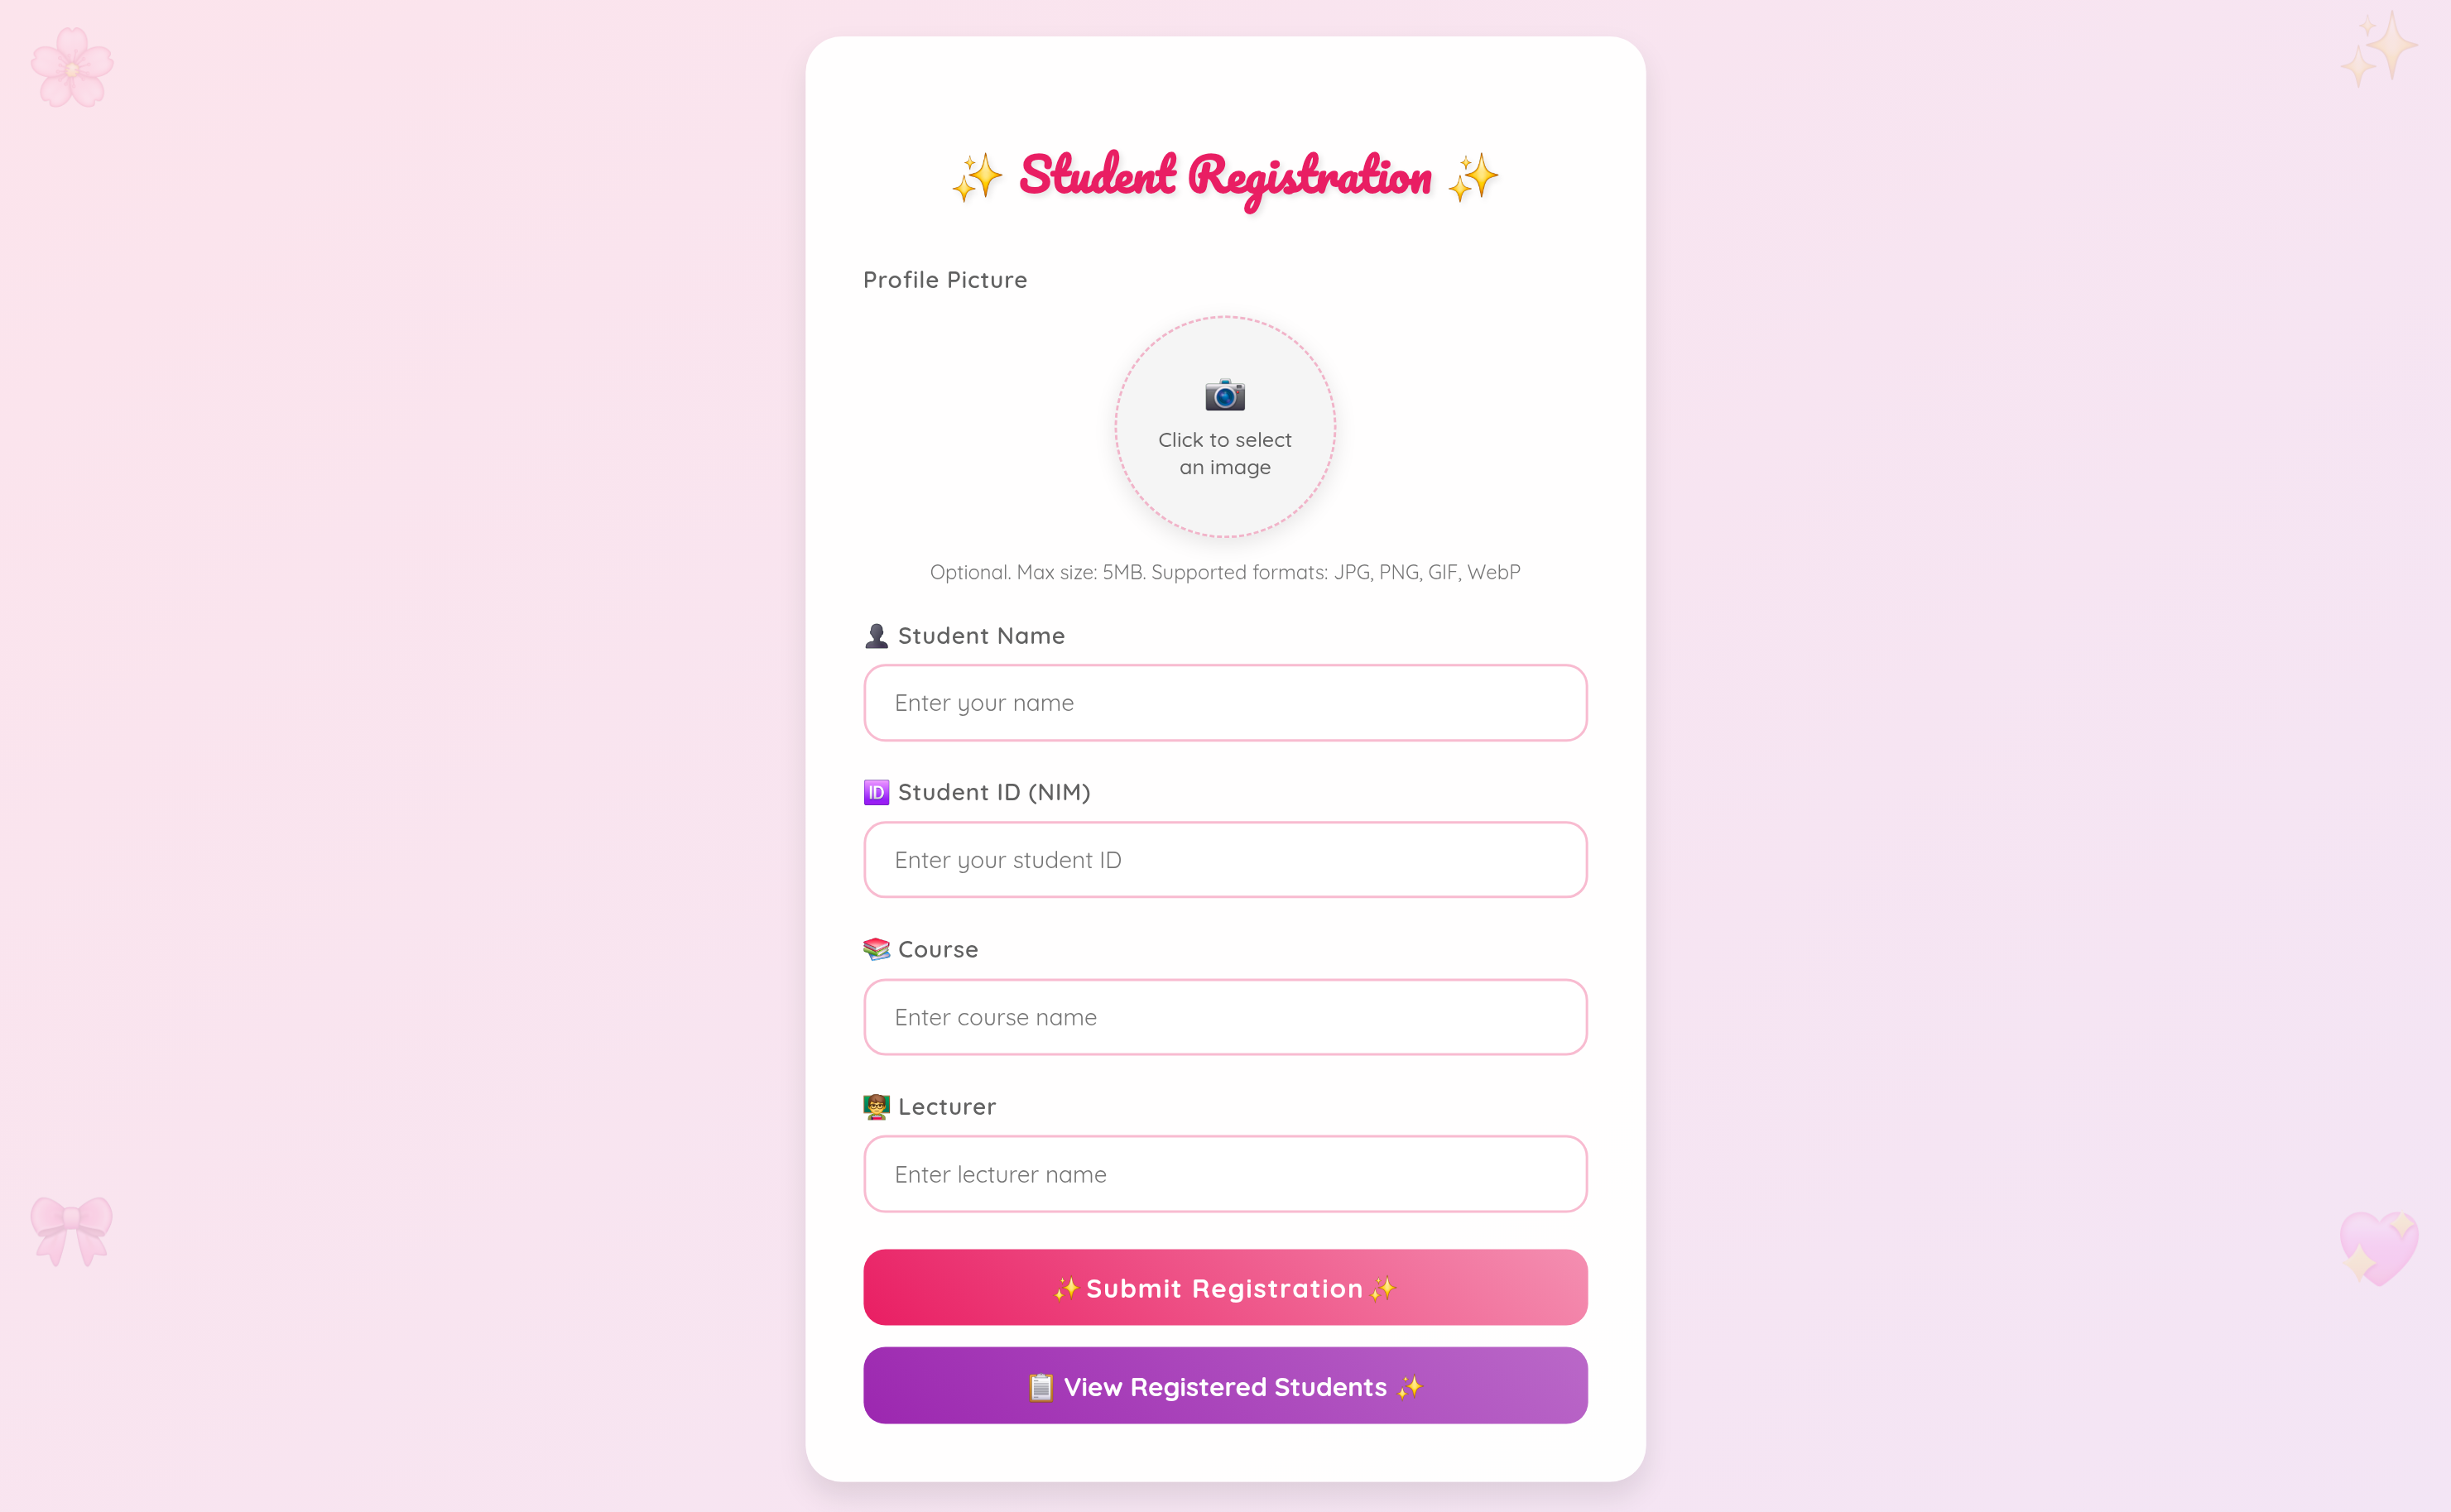 ✨ Student Registration ✨
Profile Picture
Click to select
an image
Optional. Max size: 5MB. Supported formats: JPG, PNG, GIF, WebP
👤 Student Name
Enter your name
🆔 Student ID (NIM)
Enter your student ID
📚 Course
Enter course name
👨‍🏫 Lecturer
Enter lecturer name
✨ Submit Registration ✨
📋 View Registered Students ✨